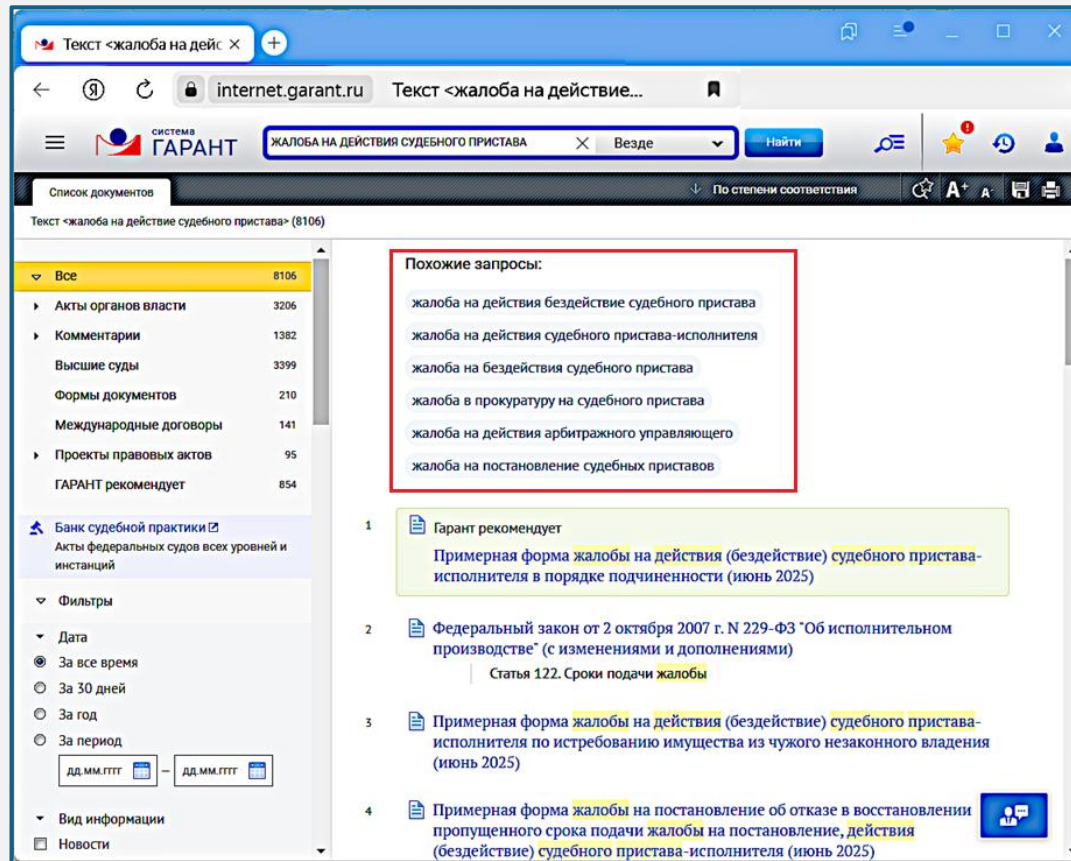 Текст <жалоба на дейс
internet.garant.ru Текст <жалоба на действие...
СИСТЕМА
ГАРАНТ
ЖАЛОБА НА ДЕЙСТВИЯ СУДЕБНОГО ПРИСТАВА Везде Найти
Список документов По степени соответствия A+ A-
Текст <жалоба на действие судебного пристава> (8106)
Все 8106
Акты органов власти 3206
Комментарии 1382
Высшие суды 3399
Формы документов 210
Международные договоры 141
Проекты правовых актов 95
ГАРАНТ рекомендует 854
Банк судебной практики
Акты федеральных судов всех уровней и
инстанций
Фильтры
Дата
За все время
За 30 дней
За год
За период
дд.мм.гггг – дд.мм.гггг
Вид информации
Новости
Похожие запросы:
жалоба на действия бездействие судебного пристава
жалоба на действия судебного пристава-исполнителя
жалоба на бездействия судебного пристава
жалоба в прокуратуру на судебного пристава
жалоба на действия арбитражного управляющего
жалоба на постановление судебных приставов
1 Гарант рекомендует
Примерная форма жалобы на действия (бездействие) судебного пристава-
исполнителя в порядке подчиненности (июнь 2025)
2 Федеральный закон от 2 октября 2007 г. N 229-ФЗ "Об исполнительном
производстве" (с изменениями и дополнениями)
Статья 122. Сроки подачи жалобы
3 Примерная форма жалобы на действия (бездействие) судебного пристава-
исполнителя по истребованию имущества из чужого незаконного владения
(июнь 2025)
4 Примерная форма жалобы на постановление об отказе в восстановлении
пропущенного срока подачи жалобы на постановление, действия
(бездействие) судебного пристава-исполнителя (июнь 2025)